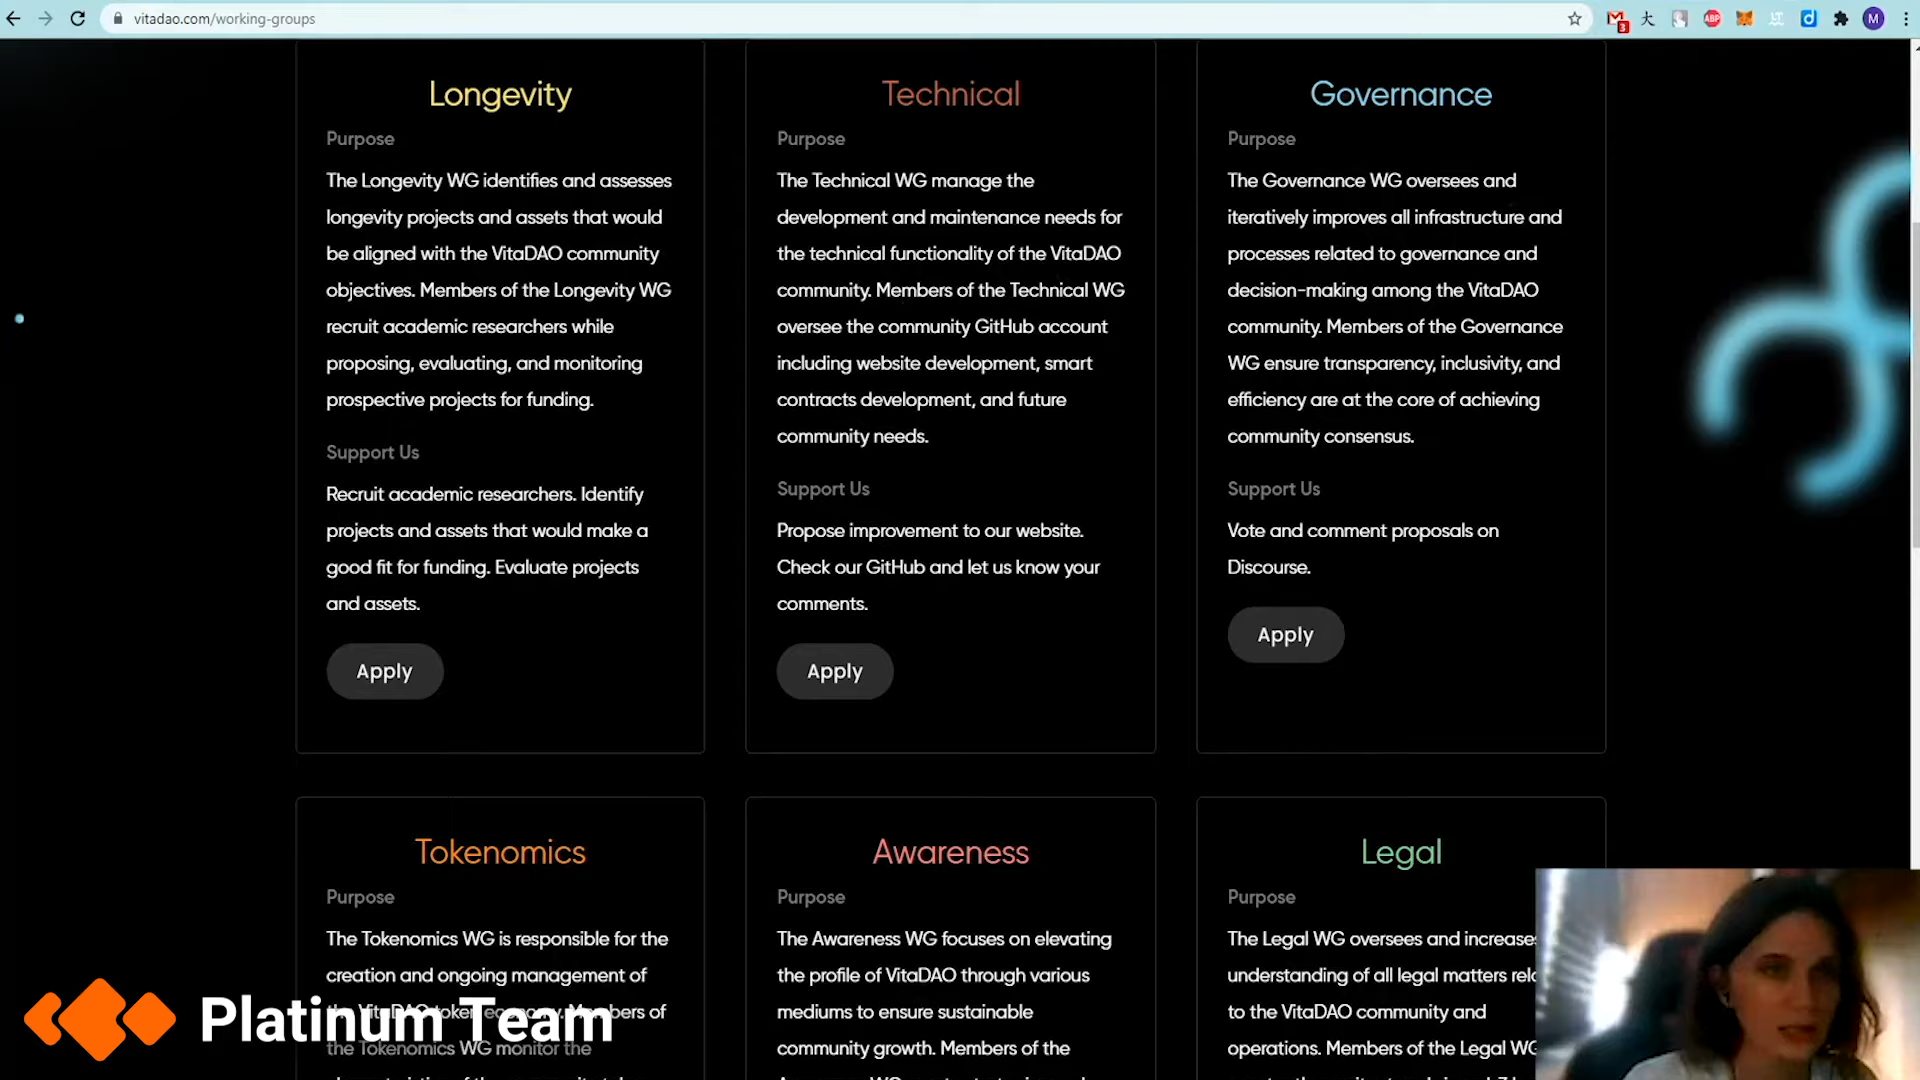 vitadao.com/working-groups
3
大
ABP
M
Longevity
Purpose
The Longevity WG identifies and assesses
longevity projects and assets that would
be aligned with the VitaDAO community
objectives. Members of the Longevity WG
recruit academic researchers while
proposing, evaluating, and monitoring
prospective projects for funding.
Support Us
Recruit academic researchers. Identify
projects and assets that would make a
good fit for funding. Evaluate projects
and assets.
Apply
Technical
Purpose
The Technical WG manage the
development and maintenance needs for
the technical functionality of the VitaDAO
community. Members of the Technical WG
oversee the community GitHub account
including website development, smart
contracts development, and future
community needs.
Support Us
Propose improvement to our website.
Check our GitHub and let us know your
comments.
Apply
Governance
Purpose
The Governance WG oversees and
iteratively improves all infrastructure and
processes related to governance and
decision-making among the VitaDAO
community. Members of the Governance
WG ensure transparency, inclusivity, and
efficiency are at the core of achieving
community consensus.
Support Us
Vote and comment proposals on
Discourse.
Apply
Tokenomics
Purpose
The Tokenomics WG is responsible for the
creation and ongoing management of
the VitaDAO token economy. Members of
the Tokenomics WG monitor the
Awareness
Purpose
The Awareness WG focuses on elevating
the profile of VitaDAO through various
mediums to ensure sustainable
community growth. Members of the
Legal
Purpose
The Legal WG oversees and increases
understanding of all legal matters
to the VitaDAO community and
operations. Members of the Legal WG
Platinum Team